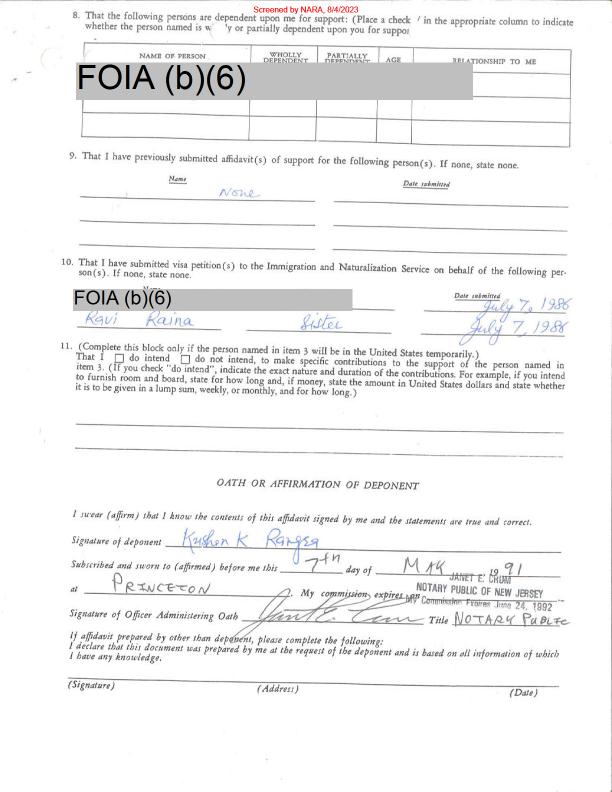 Screened by NARA, 8/4/2023
8. That the following persons are dependent upon me for support: (Place a check in the appropriate column to indicate
whether the person named is or partially dependent upon you for
NAME OF PERSON WHOLLY DEPENDENT PARTIALLY DEPENDENT AGE RELATIONSHIP TO ME
FOIA (b)(6)
9. That I have previously submitted affidavit(s) of support for the following person(s). If none, state none.
Name Date submitted
None
10. That I have submitted visa petition(s) to the Immigration and Naturalization Service on behalf of the following per-
son(s). If none, state none.
Date submitted
FOIA (b)(6) July 7, 1986
Ravi Raina Sister July 7, 1986
11. (Complete this block only if the person named in item 3 will be in the United States temporarily.)
That I ☐ do intend ☐ do not intend, to make specific contributions to the support of the person named in
item 3. (If you check "do intend", indicate the exact nature and duration of the contributions. For example, if you intend
to furnish room and board, state for how long and, if money, state the amount in United States dollars and state whether
it is to be given in a lump sum, weekly, or monthly, and for how long.)
OATH OR AFFIRMATION OF DEPONENT
I swear (affirm) that I know the contents of this affidavit signed by me and the statements are true and correct.
Signature of deponent Kushen K
Subscribed and sworn to (affirmed) before me this 7th day of MAY 1991
JANET E. CRUM
at PRINCETON . My commission expires on NOTARY PUBLIC OF NEW JERSEY
My Commission Expires June 24, 1992
Signature of Officer Administering Oath Janet E. Crum Title NOTARY PUBLIC
If affidavit prepared by other than deponent, please complete the following:
I declare that this document was prepared by me at the request of the deponent and is based on all information of which
I have any knowledge.
(Signature) (Address) (Date)